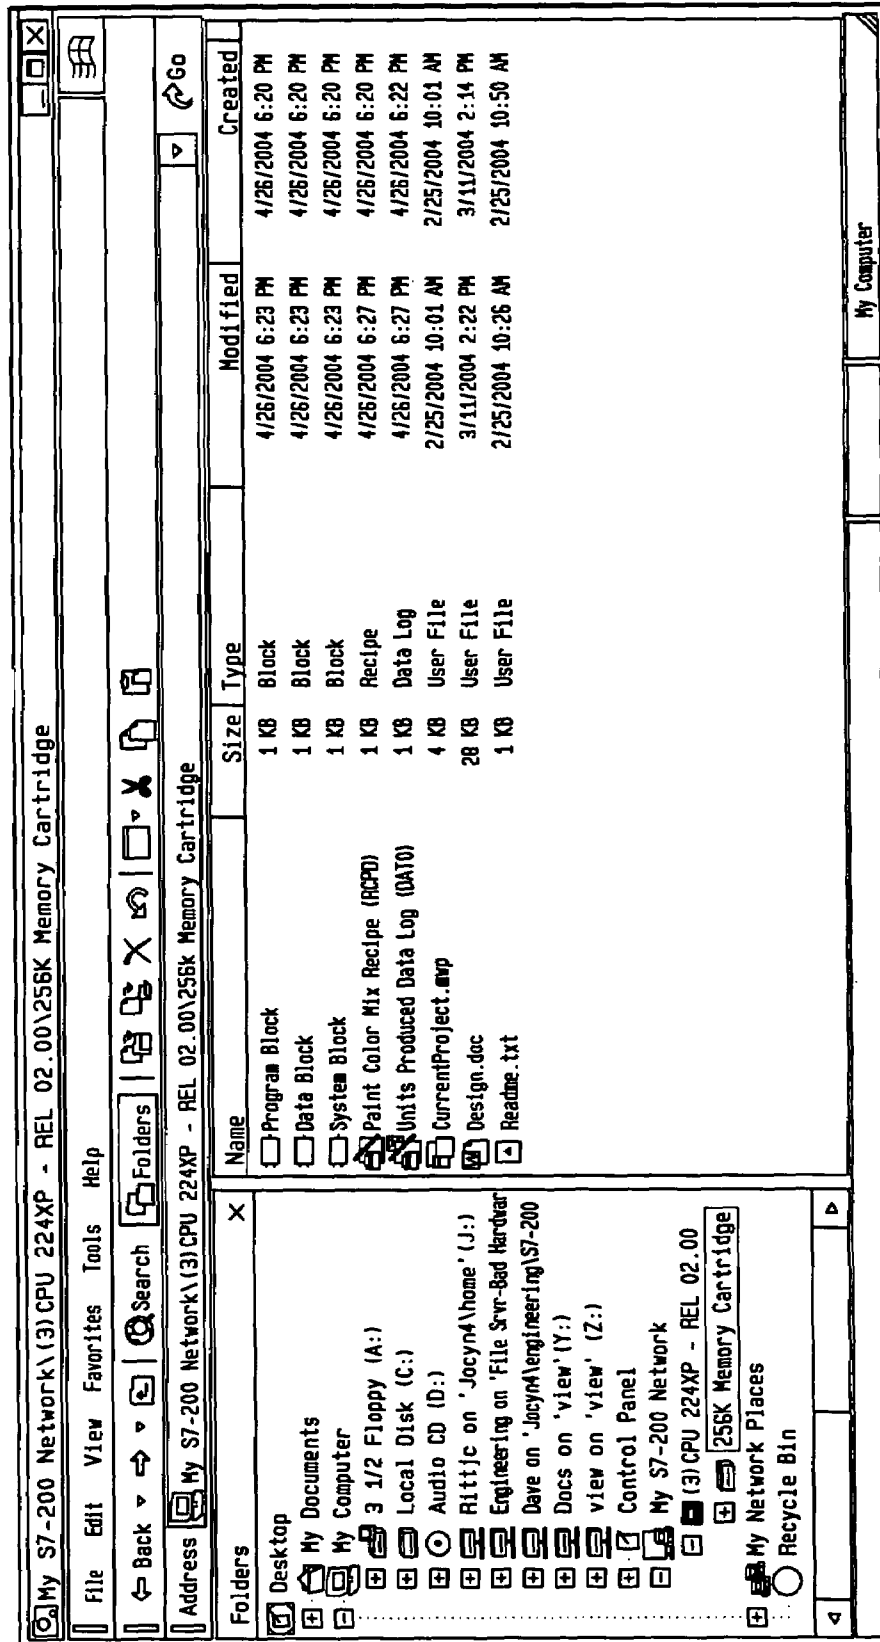 My S7-200 Network\(3)CPU 224XP - REL 02.00\256K Memory Cartridge
File Edit View Favorites Tools Help
Back Search Folders
Address My S7-200 Network\(3)CPU 224XP - REL 02.00\256k Memory Cartridge Go
Folders X
Desktop
My Documents
My Computer
3 1/2 Floppy (A:)
Local Disk (C:)
Audio CD (D:)
Rittjc on 'Jocyn4\home'(J:)
Engineering on 'File Srvr-Bad Hardwar
Dave on 'Jocyn4\engineering\S7-200
Docs on 'view'(Y:)
view on 'view' (Z:)
Control Panel
My S7-200 Network
(3)CPU 224XP - REL 02.00
256K Memory Cartridge
My Network Places
Recycle Bin
Name Size Type Modified Created
Program Block 1 KB Block 4/26/2004 6:23 PM 4/26/2004 6:20 PM
Data Block 1 KB Block 4/26/2004 6:23 PM 4/26/2004 6:20 PM
System Block 1 KB Block 4/26/2004 6:23 PM 4/26/2004 6:20 PM
Paint Color Mix Recipe (RCPD) 1 KB Recipe 4/26/2004 6:27 PM 4/26/2004 6:20 PM
Units Produced Data Log (DAT0) 1 KB Data Log 4/26/2004 6:27 PM 4/26/2004 6:22 PM
CurrentProject.mwp 4 KB User File 2/25/2004 10:01 AM 2/25/2004 10:01 AM
Design.doc 28 KB User File 3/11/2004 2:22 PM 3/11/2004 2:14 PM
Readme.txt 1 KB User File 2/25/2004 10:26 AM 2/25/2004 10:50 AM
My Computer